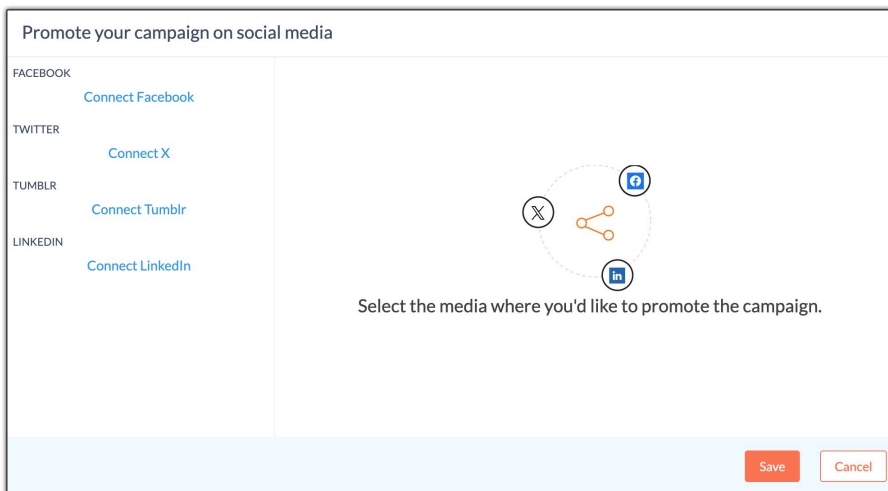 Promote your campaign on social media
FACEBOOK
Connect Facebook
TWITTER
Connect X
TUMBLR
Connect Tumblr
LINKEDIN
Connect LinkedIn
X
f
in
Select the media where you'd like to promote the campaign.
Save
Cancel